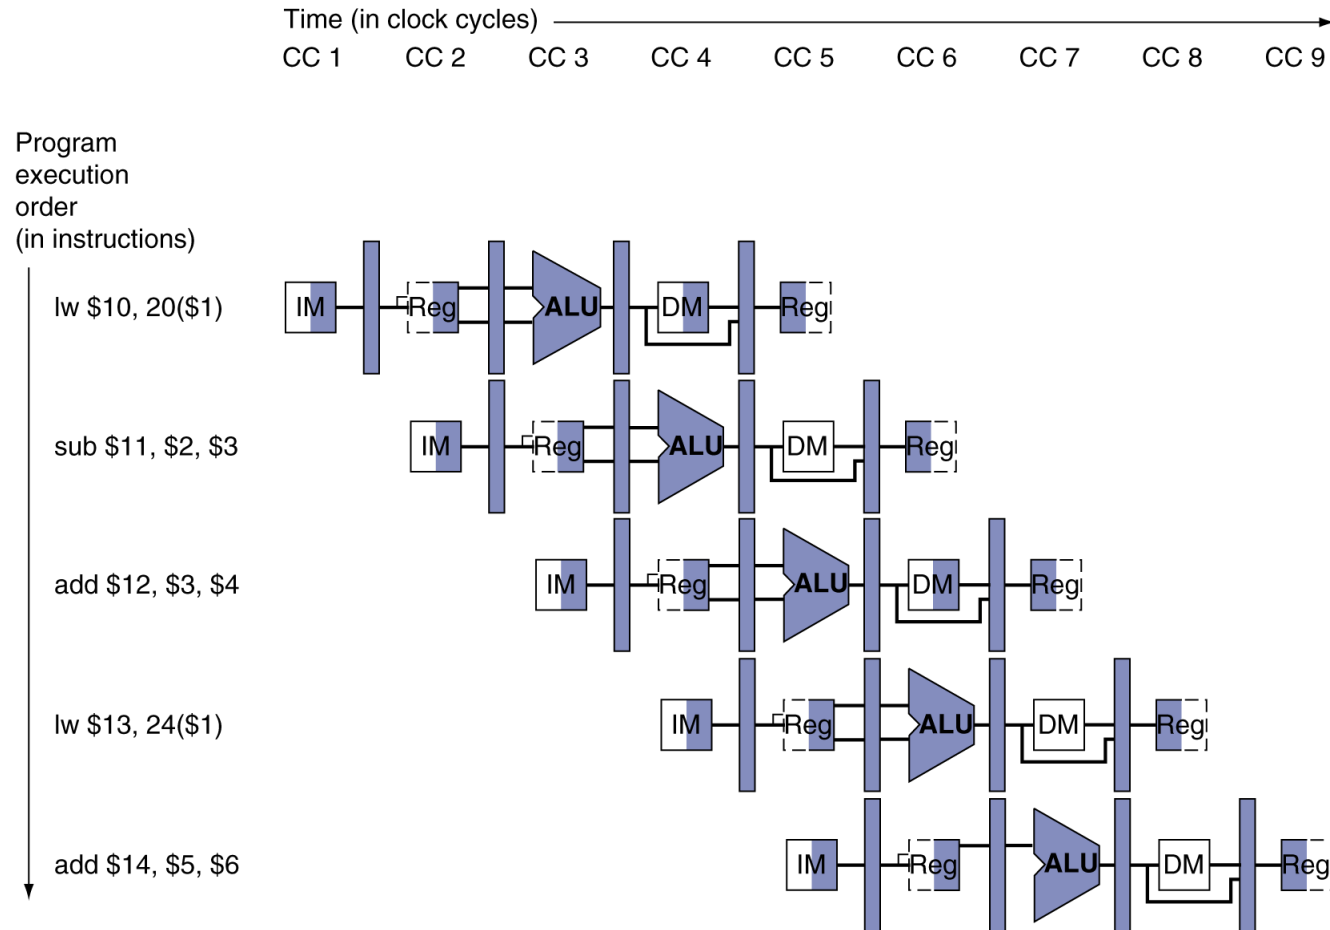 Time (in clock cycles)
CC 1 CC 2 CC 3 CC 4 CC 5 CC 6 CC 7 CC 8 CC 9
Program
execution
order
(in instructions)
lw $10, 20($1) IM Reg ALU DM Reg
sub $11, $2, $3 IM Reg ALU DM Reg
add $12, $3, $4 IM Reg ALU DM Reg
lw $13, 24($1) IM Reg ALU DM Reg
add $14, $5, $6 IM Reg ALU DM Reg